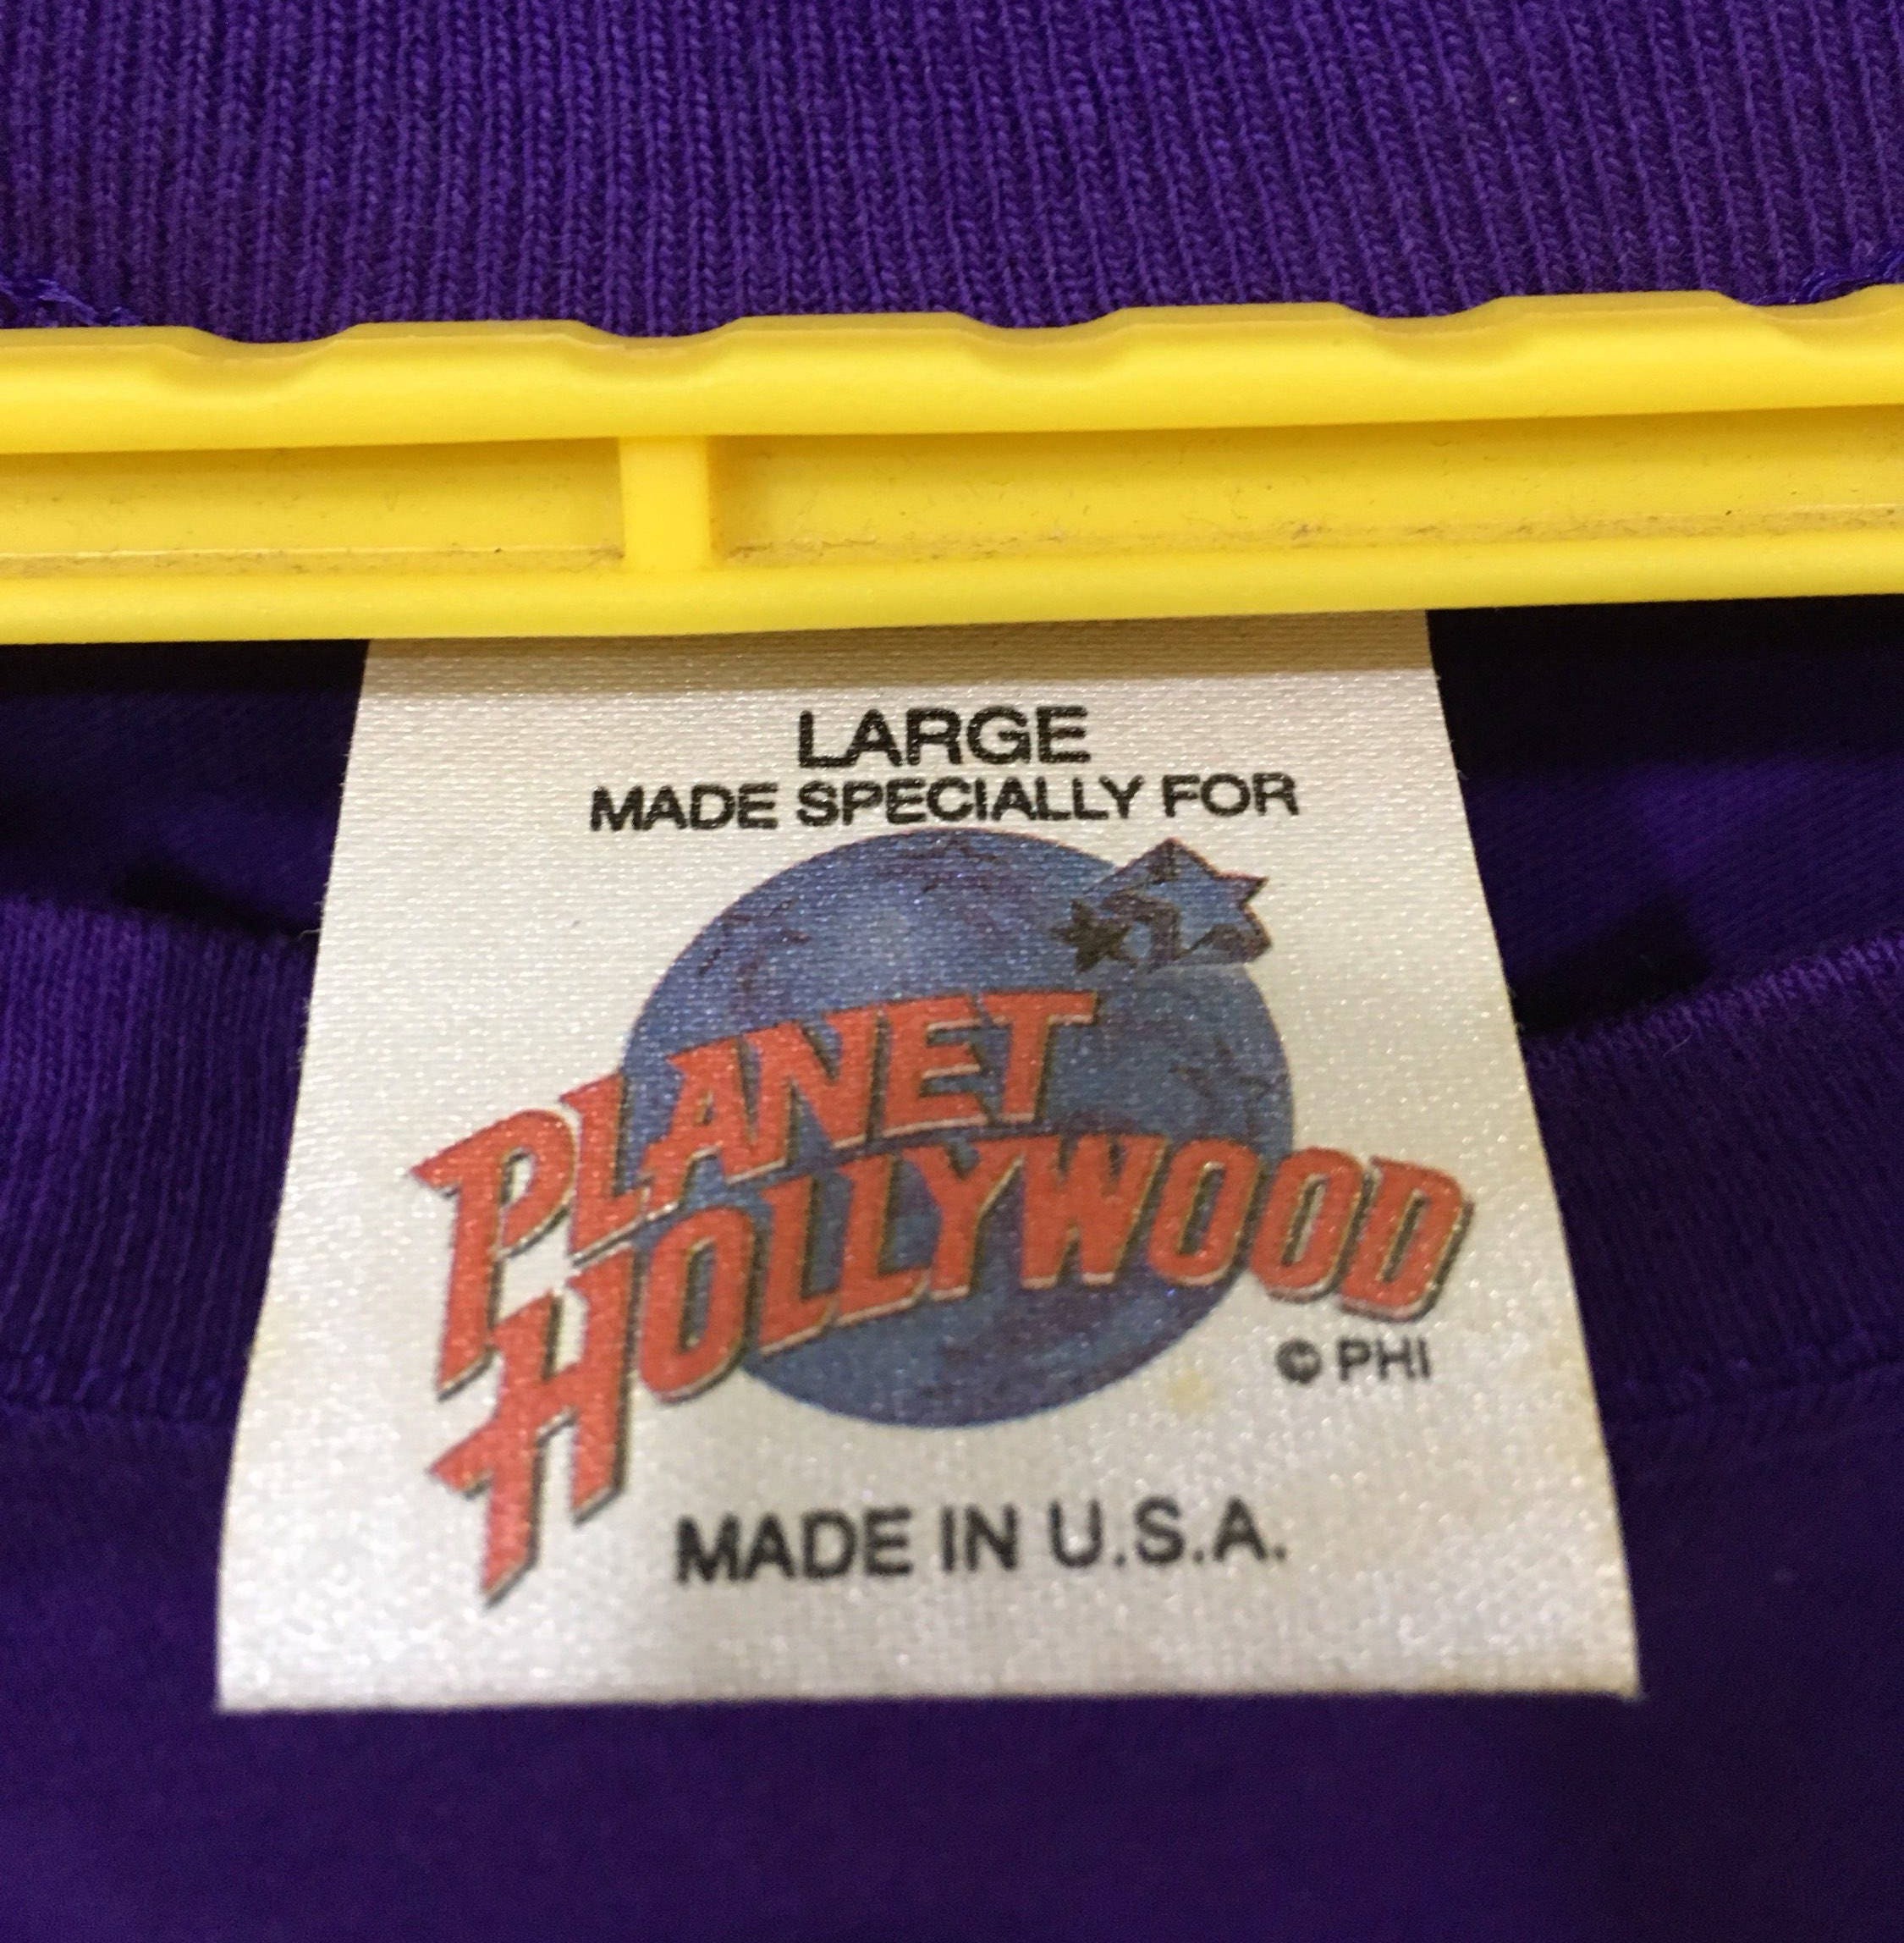 LARGE
MADE SPECIALLY FOR
PLANET
HOLLYWOOD
© PHI
MADE IN U.S.A.